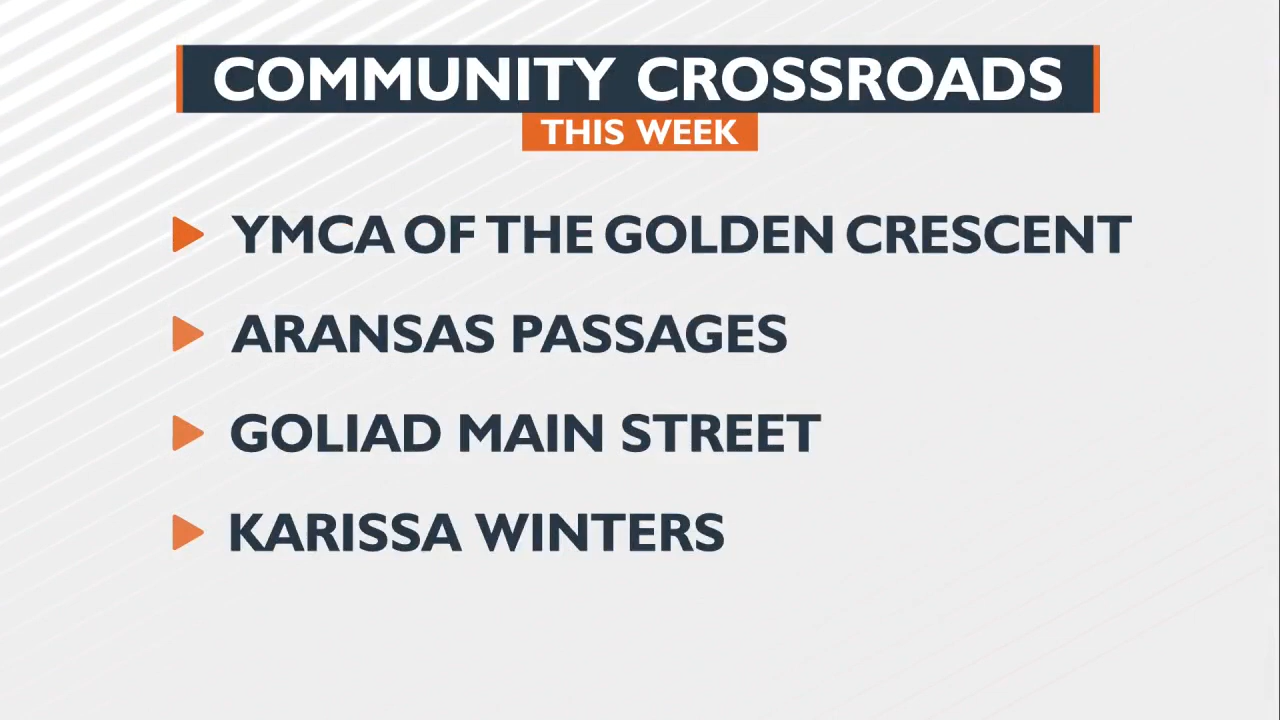 COMMUNITY CROSSROADS
THIS WEEK
YMCA OF THE GOLDEN CRESCENT
ARANSAS PASSAGES
GOLIAD MAIN STREET
KARISSA WINTERS